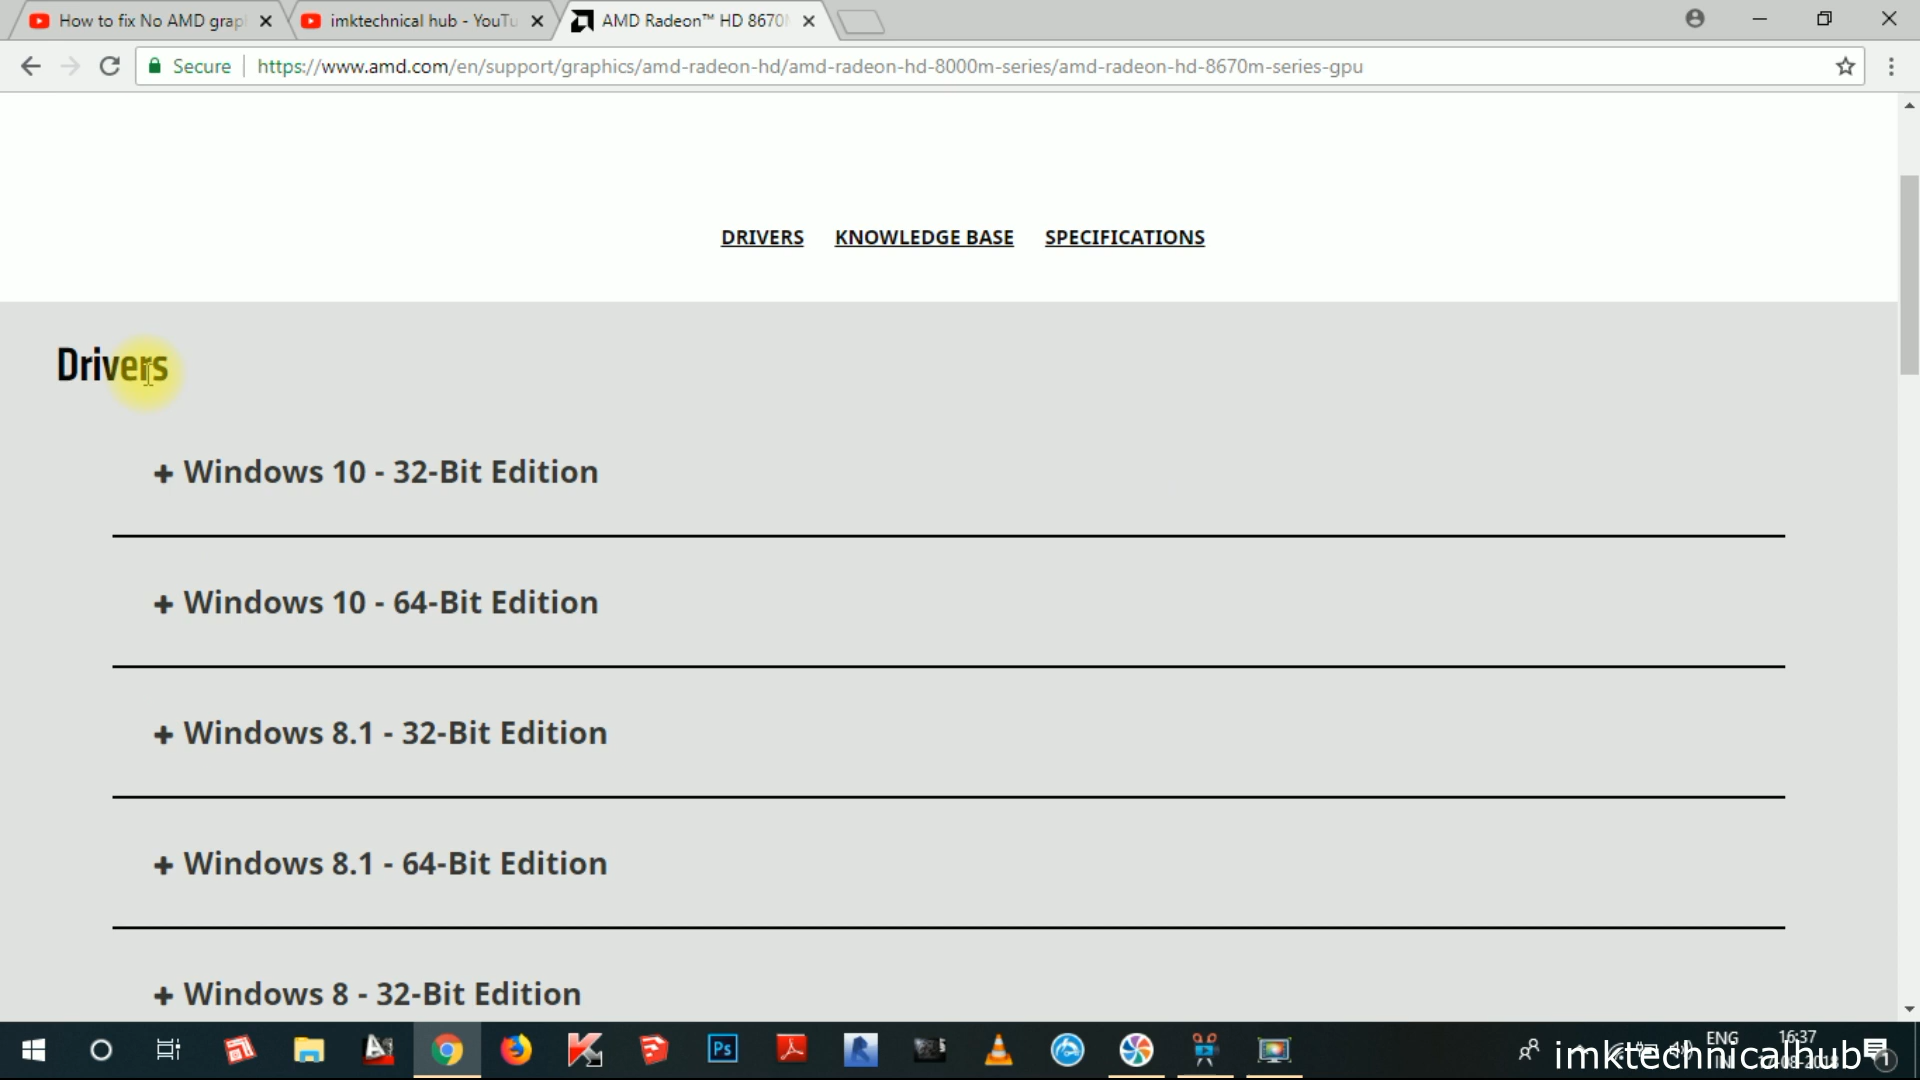 How to fix No AMD grap
imktechnical hub - YouTu
AMD Radeon™ HD 8670
Secure
https://www.amd.com/en/support/graphics/amd-radeon-hd/amd-radeon-hd-8000m-series/amd-radeon-hd-8670m-series-gpu
DRIVERS KNOWLEDGE BASE SPECIFICATIONS
Drivers
+ Windows 10 - 32-Bit Edition
+ Windows 10 - 64-Bit Edition
+ Windows 8.1 - 32-Bit Edition
+ Windows 8.1 - 64-Bit Edition
+ Windows 8 - 32-Bit Edition
Ps
ENG
16:37
imktechnicalhub
1